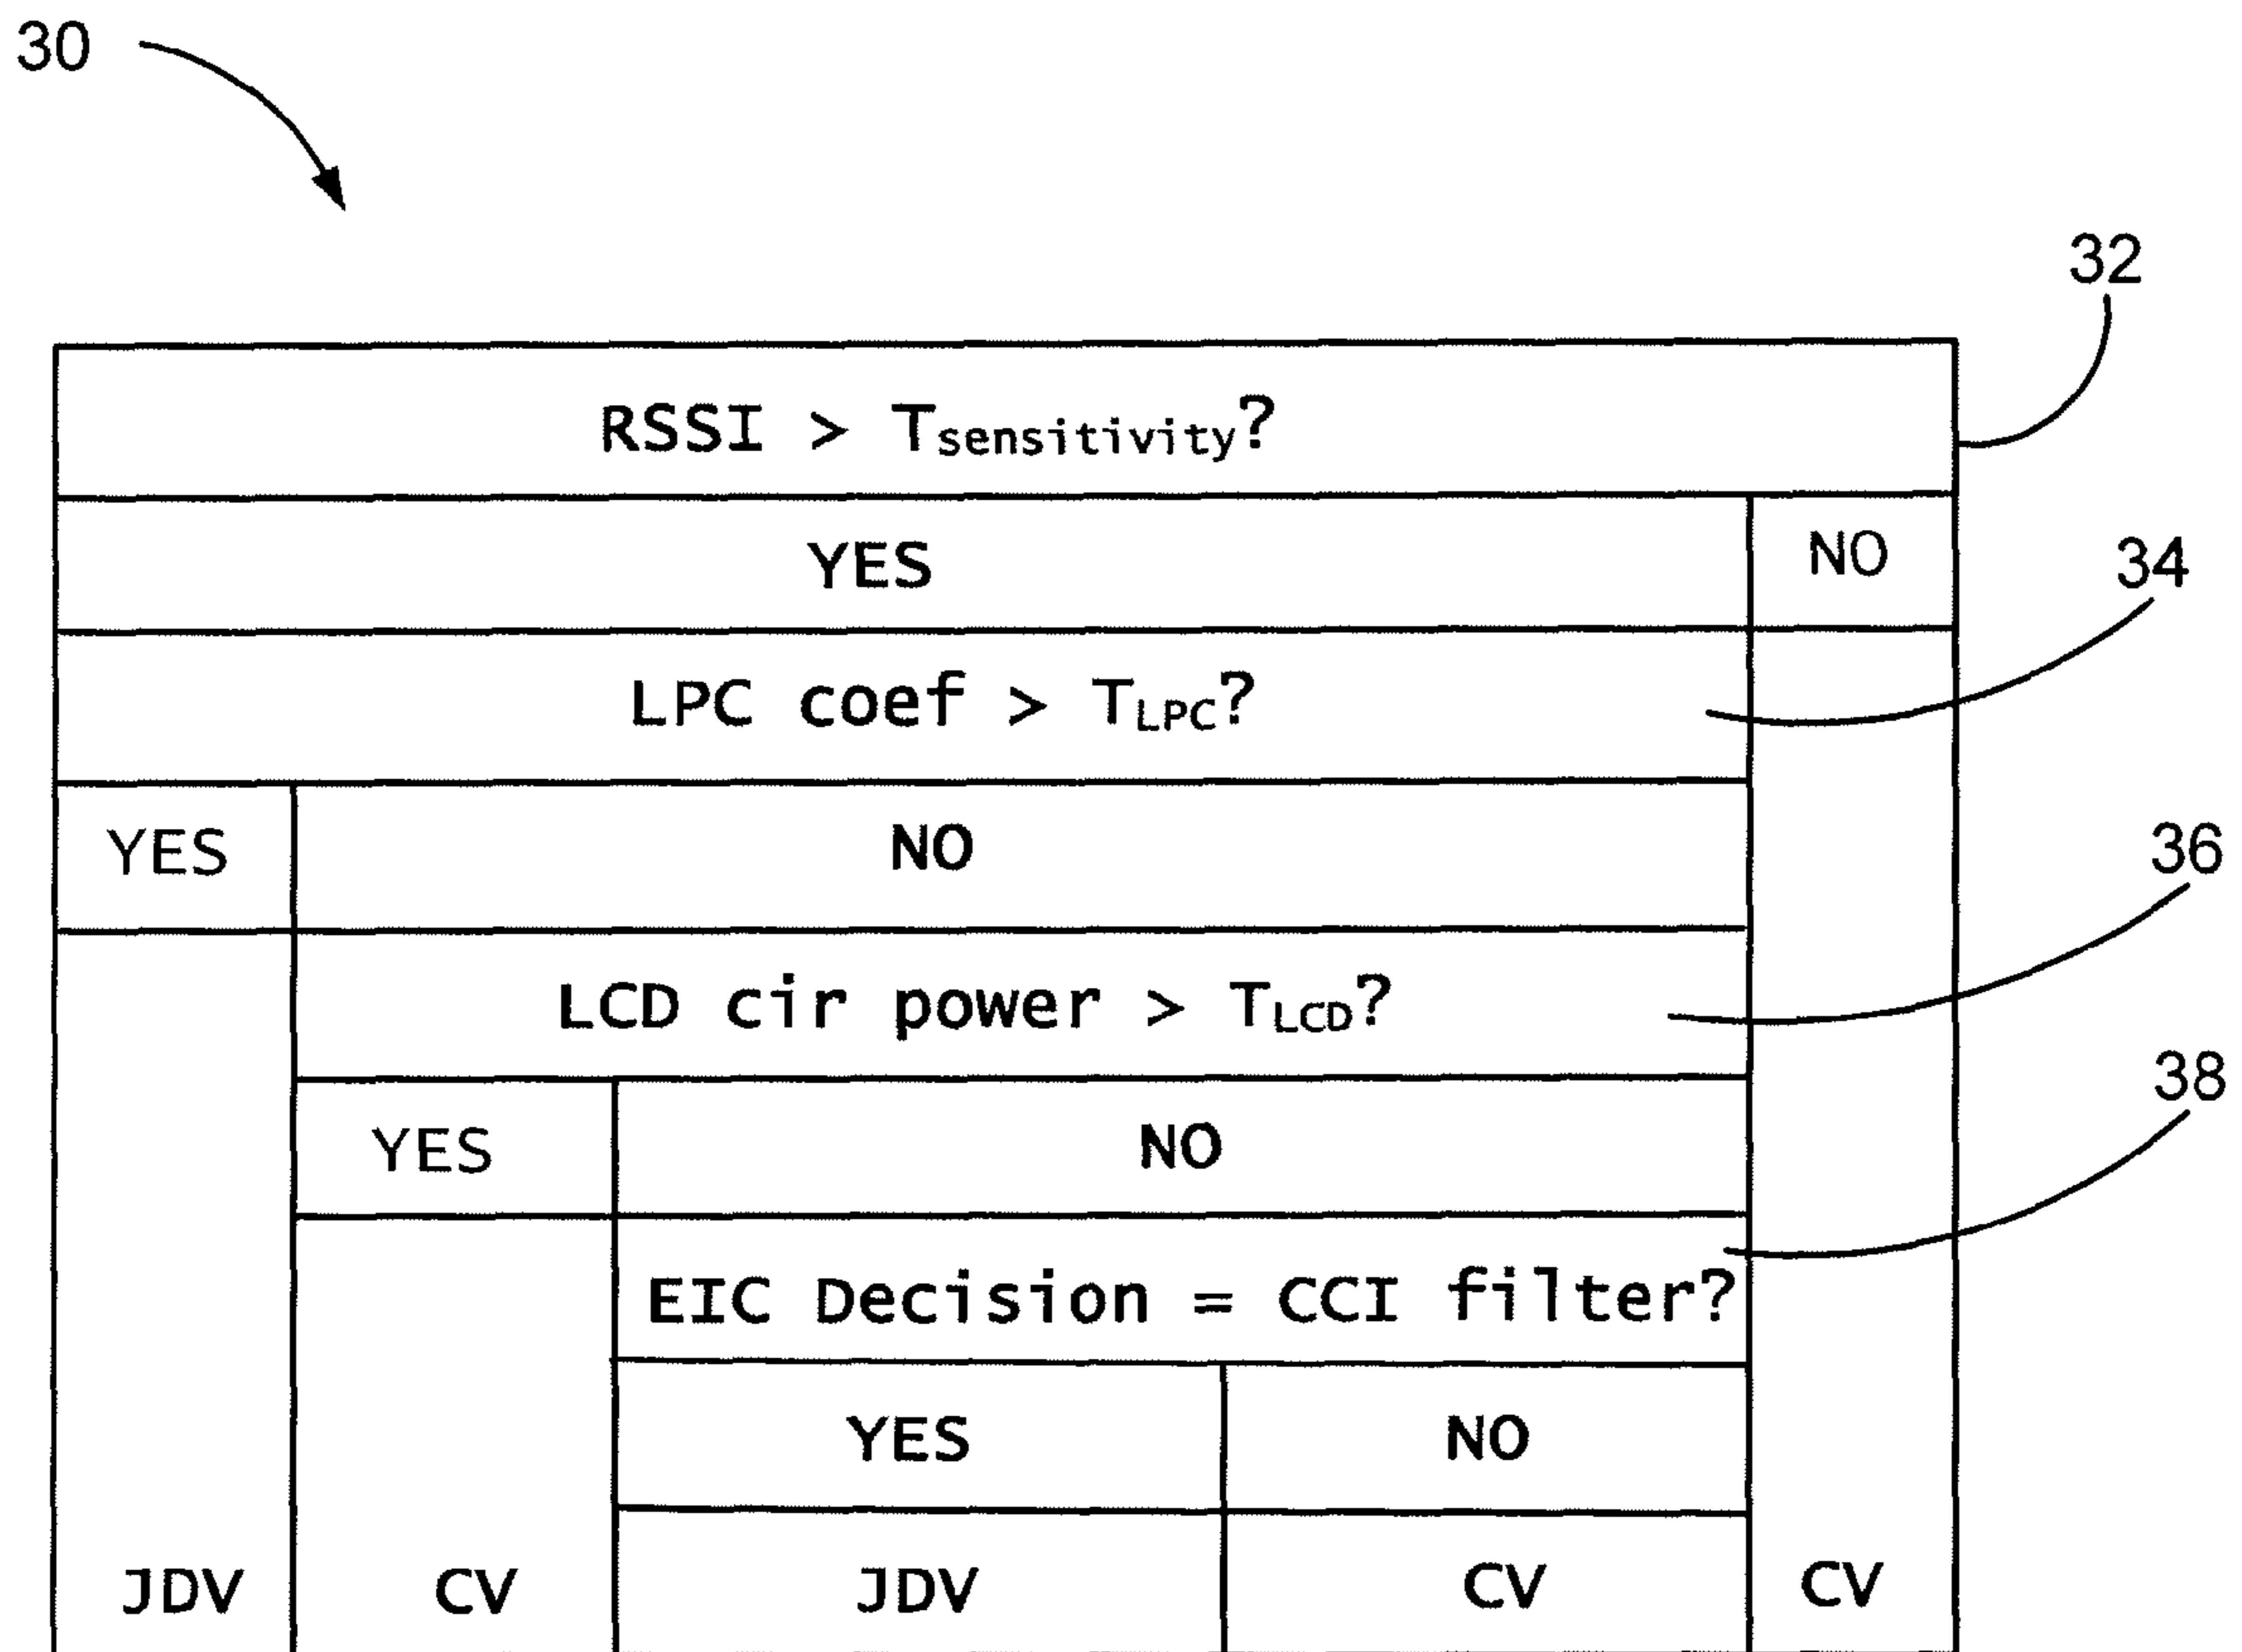 30
32
RSSI > Tsensitivity?
YES NO
34
LPC coef > TLPC?
YES NO
36
LCD cir power > TLCD?
38
YES NO
EIC Decision = CCI filter?
YES NO
JDV CV JDV CV CV